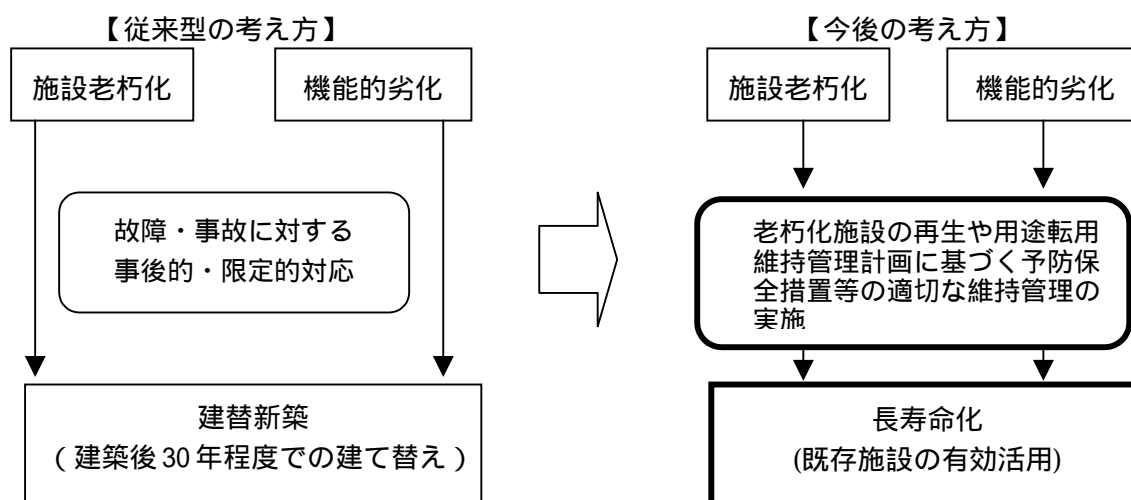 【従来型の考え方】
施設老朽化
機能的劣化
故障・事故に対する
事後的・限定的対応
建替新築
（建築後30年程度での建て替え）
【今後の考え方】
施設老朽化
機能的劣化
老朽化施設の再生や用途転用
維持管理計画に基づく予防保
全措置等の適切な維持管理の
実施
長寿命化
(既存施設の有効活用)